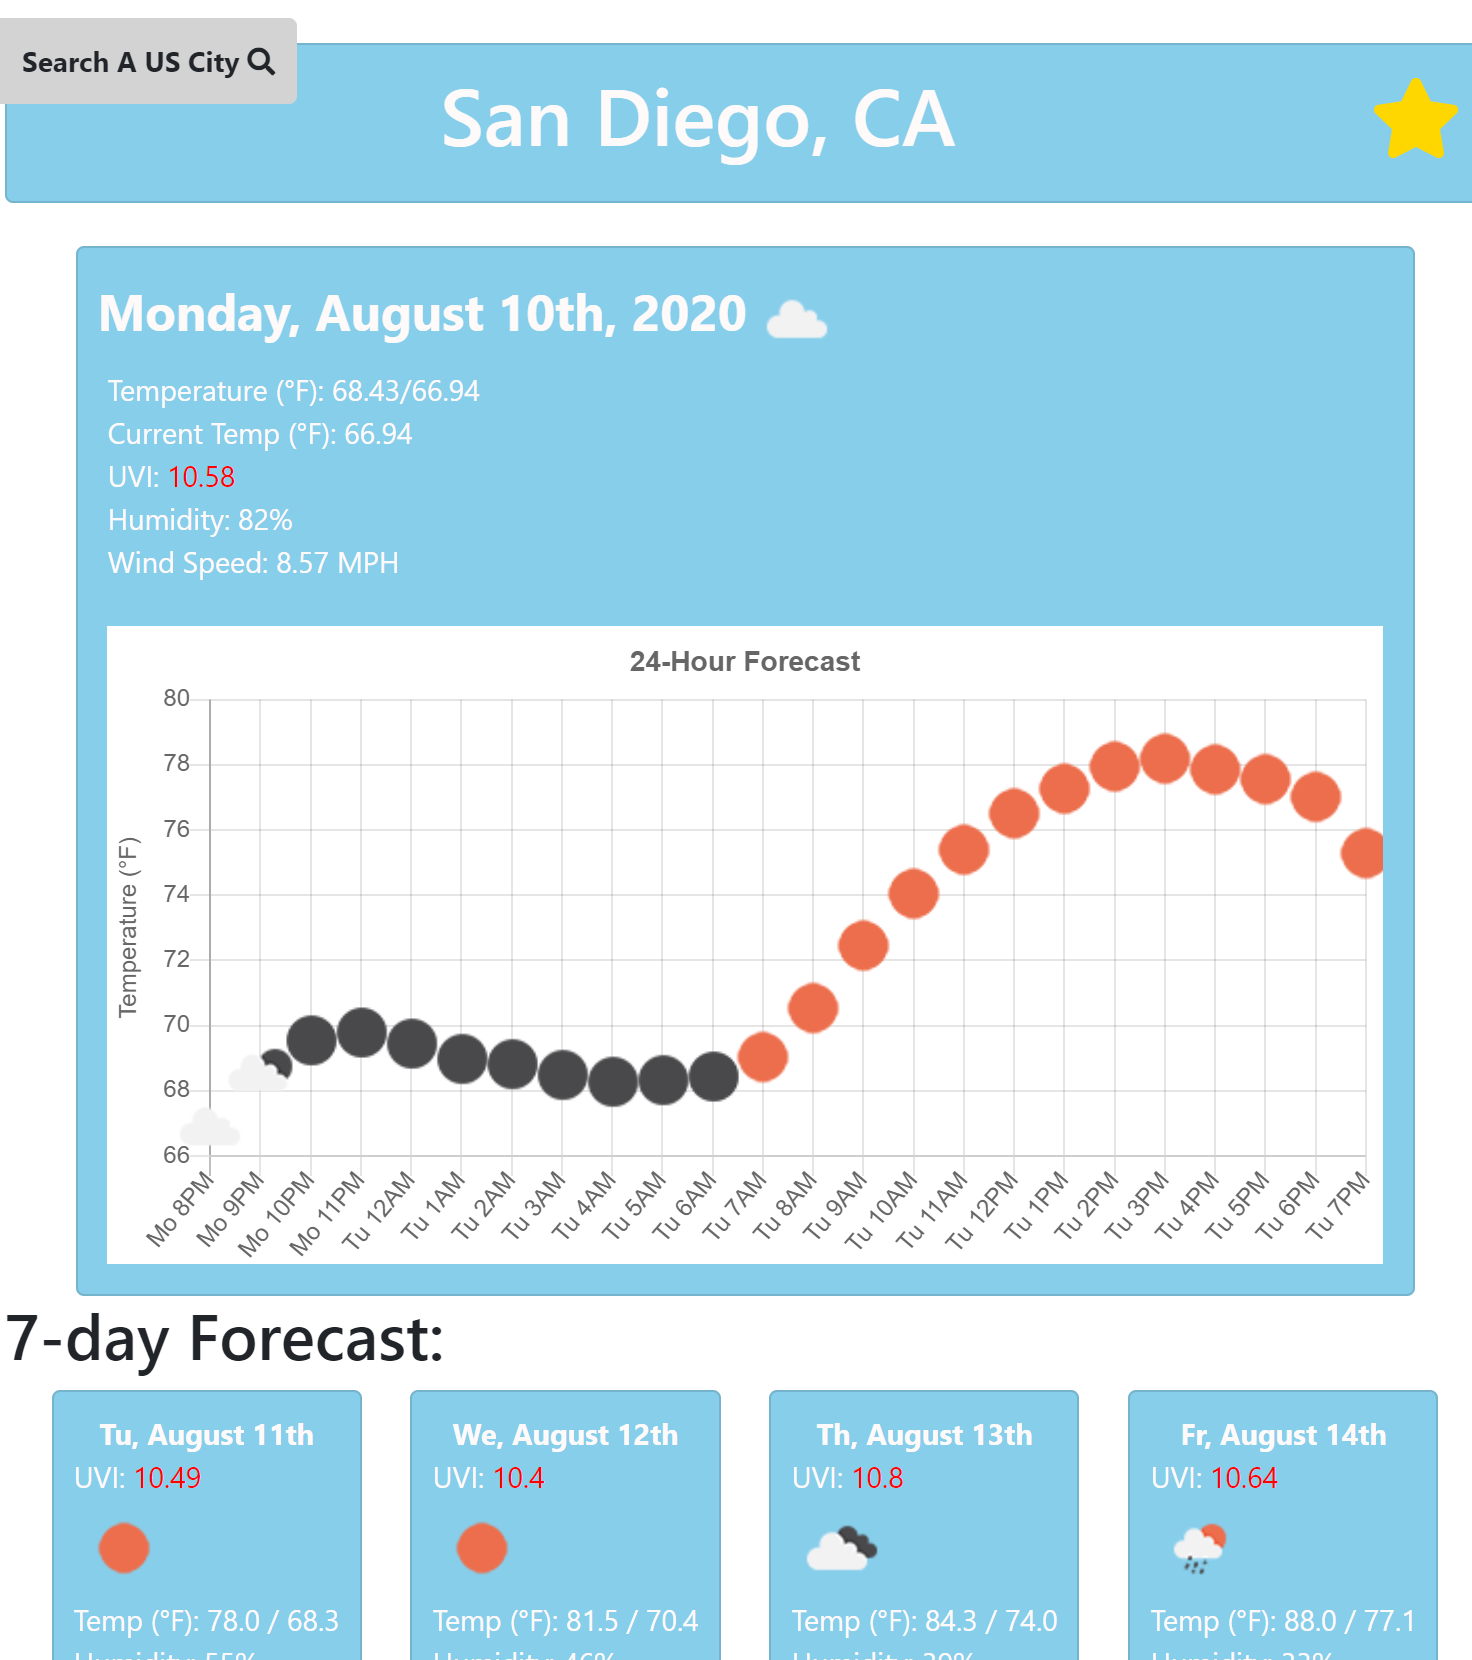 Search A US City
San Diego, CA
Monday, August 10th, 2020
Temperature (°F): 68.43/66.94
Current Temp (°F): 66.94
UVI: 10.58
Humidity: 82%
Wind Speed: 8.57 MPH
24-Hour Forecast
Temperature (°F)
80
78
76
74
72
70
68
66
Mo 8PM
Mo 9PM
Mo 10PM
Mo 11PM
Tu 12AM
Tu 1AM
Tu 2AM
Tu 3AM
Tu 4AM
Tu 5AM
Tu 6AM
Tu 7AM
Tu 8AM
Tu 9AM
Tu 10AM
Tu 11AM
Tu 12PM
Tu 1PM
Tu 2PM
Tu 3PM
Tu 4PM
Tu 5PM
Tu 6PM
Tu 7PM
7-day Forecast:
Tu, August 11th
UVI: 10.49
Temp (°F): 78.0 / 68.3
Humidity: 55%
We, August 12th
UVI: 10.4
Temp (°F): 81.5 / 70.4
Humidity: 46%
Th, August 13th
UVI: 10.8
Temp (°F): 84.3 / 74.0
Humidity:
Fr, August 14th
UVI: 10.64
Temp (°F): 88.0 / 77.1
Humidity: